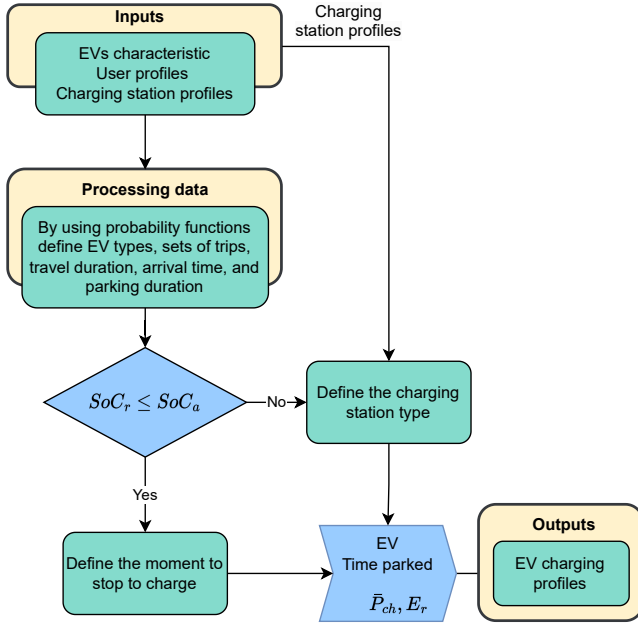 Inputs
EVs characteristic
User profiles
Charging station profiles
Charging
station profiles
Processing data
By using probability functions
define EV types, sets of trips,
travel duration, arrival time, and
parking duration
SoC_r ≤ SoC_a
No
Define the charging
station type
Yes
Define the moment to
stop to charge
EV
Time parked
P̄_ch, E_r
Outputs
EV charging
profiles